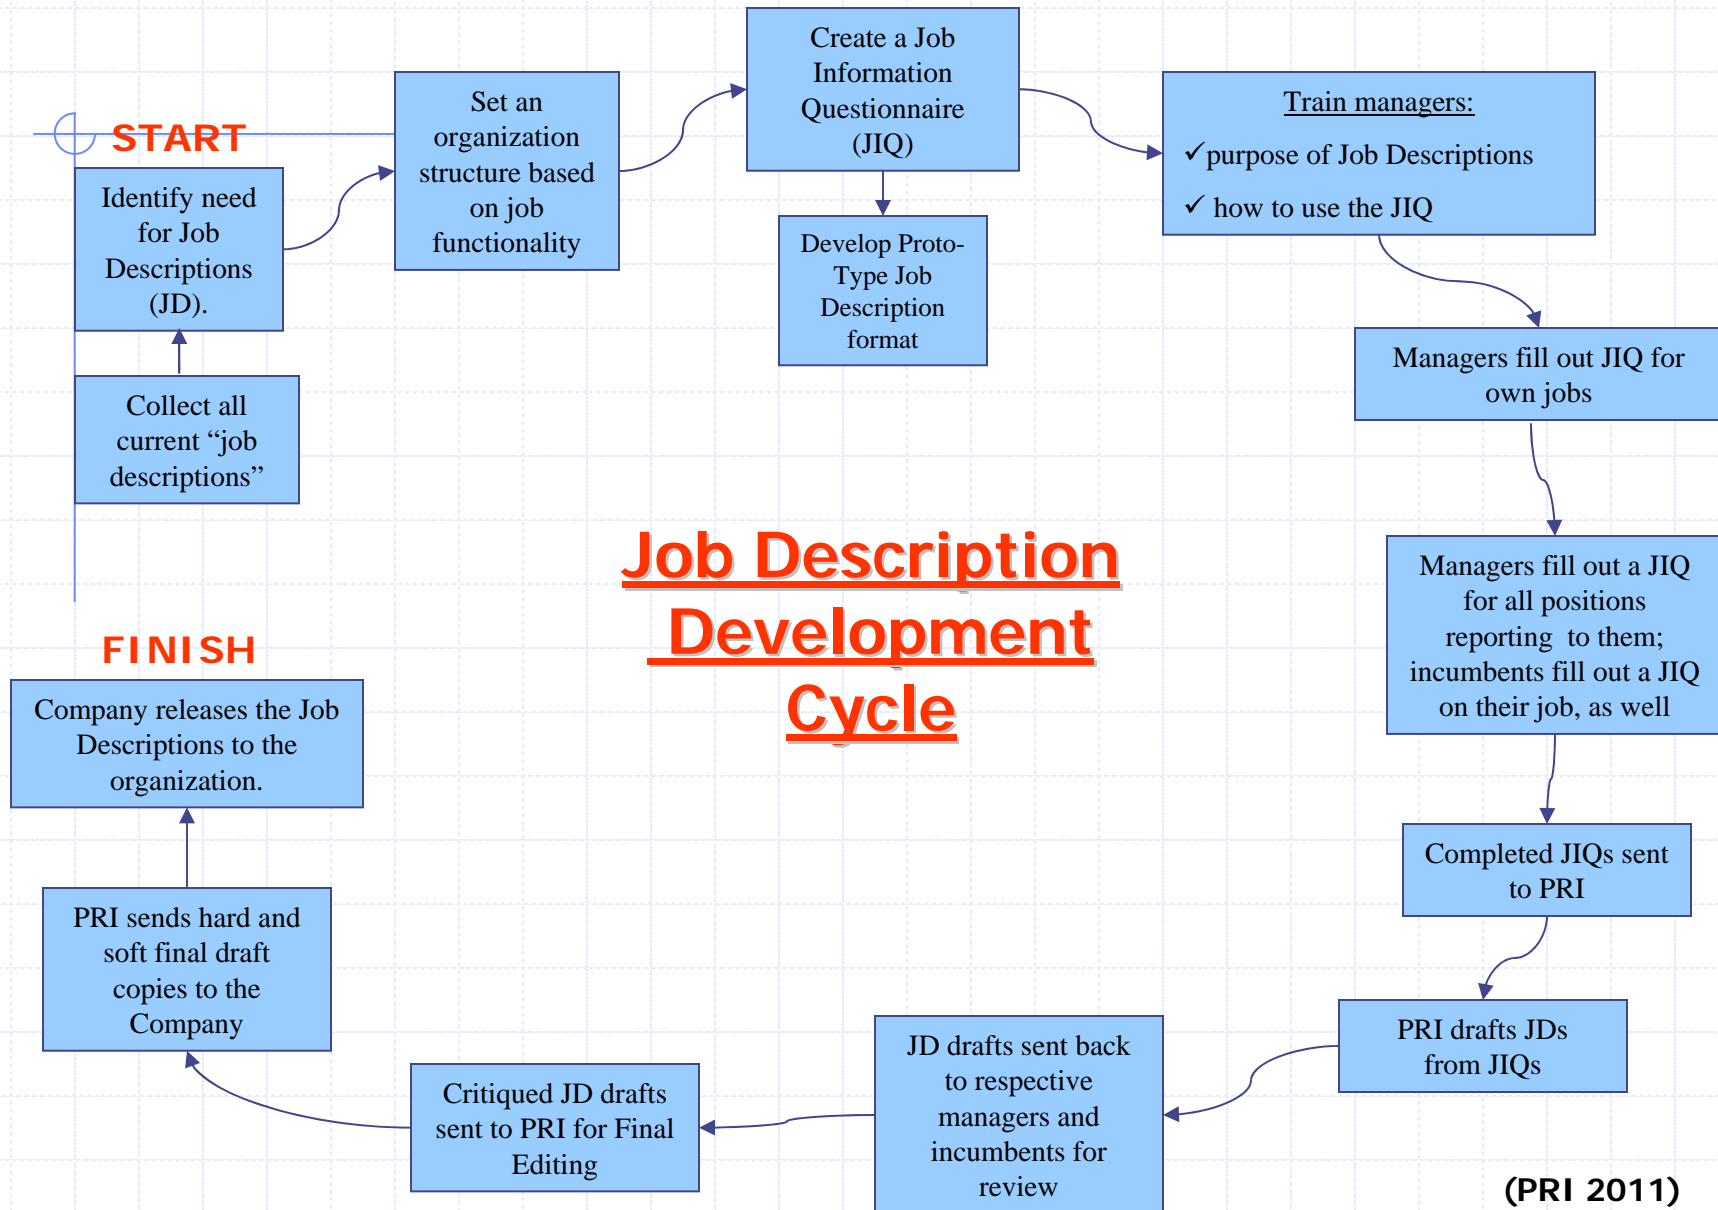 START
Identify need
for Job
Descriptions
(JD).
Collect all
current “job
descriptions”
Set an
organization
structure based
on job
functionality
Create a Job
Information
Questionnaire
(JIQ)
Develop Proto-
Type Job
Description
format
Train managers:
✓purpose of Job Descriptions
✓ how to use the JIQ
Managers fill out JIQ for
own jobs
Managers fill out a JIQ
for all positions
reporting to them;
incumbents fill out a JIQ
on their job, as well
Completed JIQs sent
to PRI
PRI drafts JDs
from JIQs
JD drafts sent back
to respective
managers and
incumbents for
review
Critiqued JD drafts
sent to PRI for Final
Editing
PRI sends hard and
soft final draft
copies to the
Company
FINISH
Company releases the Job
Descriptions to the
organization.
Job Description
Development
Cycle
(PRI 2011)